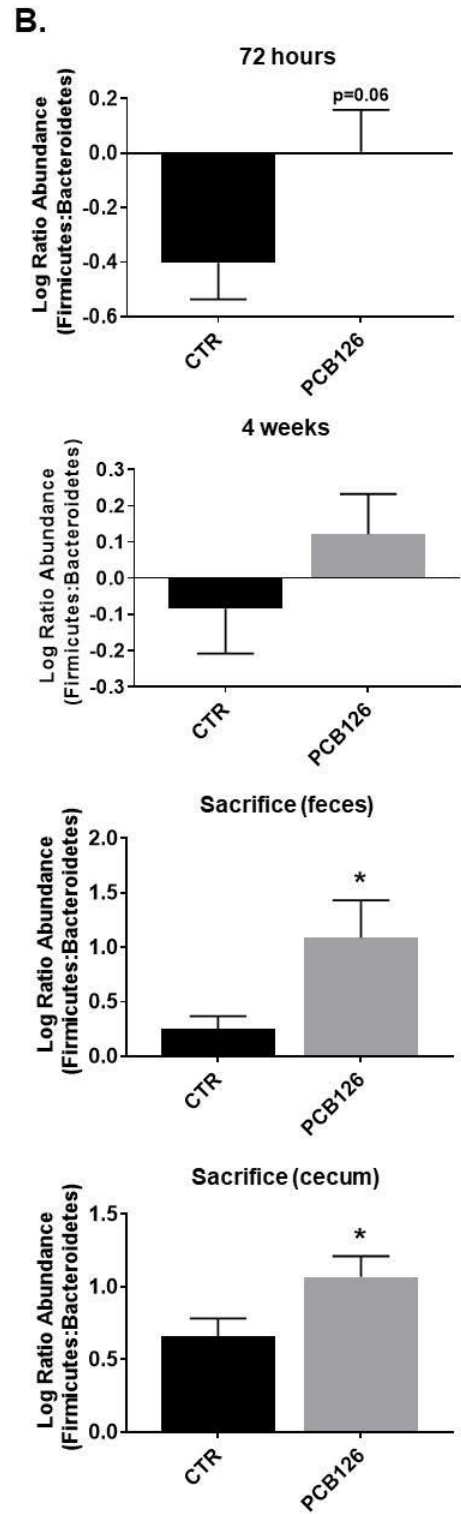 B.
72 hours
Log Ratio Abundance
(Firmicutes:Bacteroidetes)
0.2
0.0
-0.2
-0.4
-0.6
p=0.06
CTR
PCB126
4 weeks
Log Ratio Abundance
(Firmicutes:Bacteroidetes)
0.3
0.2
0.1
0.0
-0.1
-0.2
-0.3
CTR
PCB126
Sacrifice (feces)
Log Ratio Abundance
(Firmicutes:Bacteroidetes)
2.0
1.5
1.0
0.5
0.0
*
CTR
PCB126
Sacrifice (cecum)
Log Ratio Abundance
(Firmicutes:Bacteroidetes)
1.5
1.0
0.5
0.0
*
CTR
PCB126